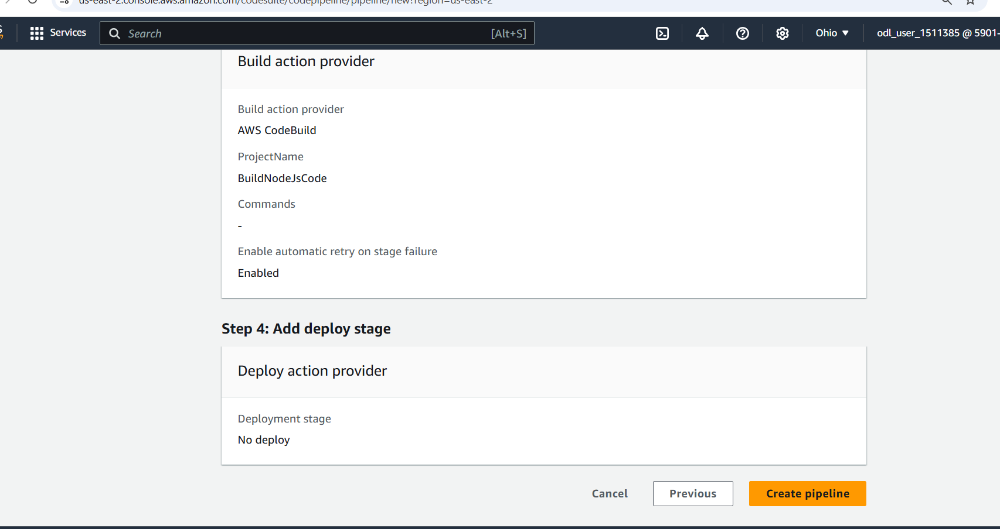 us-east-2.console.aws.amazon.com/codesuite/codepipeline/pipeline/new?region=us-east-2
Services
Search
[Alt+S]
Ohio
odl_user_1511385 @ 5901-
Build action provider
Build action provider
AWS CodeBuild
ProjectName
BuildNodeJsCode
Commands
-
Enable automatic retry on stage failure
Enabled
Step 4: Add deploy stage
Deploy action provider
Deployment stage
No deploy
Cancel
Previous
Create pipeline